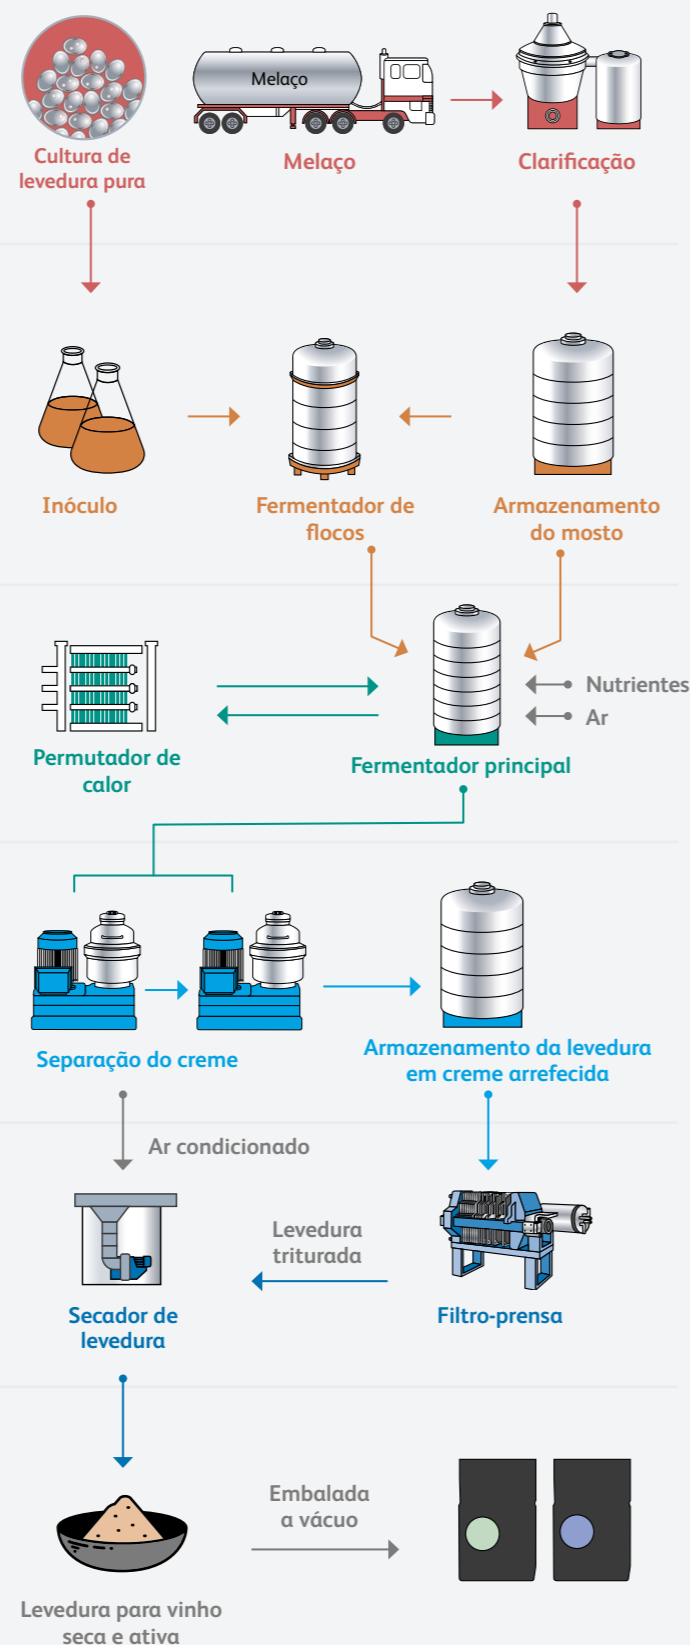 Melaço
Cultura de
levedura pura
Melaço
Clarificação
Inóculo
Fermentador de
flocos
Armazenamento
do mosto
Nutrientes
Ar
Permutador de
calor
Fermentador principal
Separação do creme
Armazenamento da levedura
em creme arrefecida
Ar condicionado
Levedura
triturada
Secador de
levedura
Filtro-prensa
Embalada
a vácuo
Levedura para vinho
seca e ativa